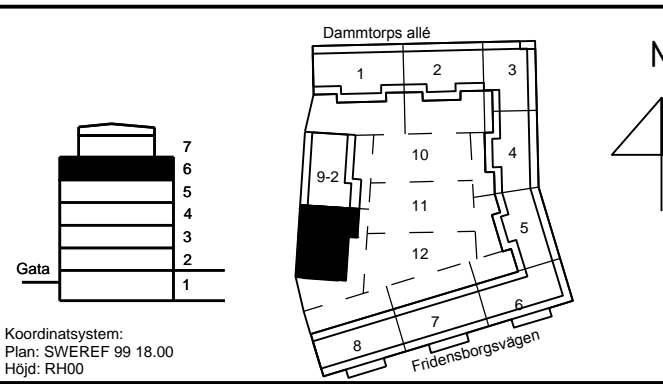 Dammtorps allé
N
1
2
3
7
6
5
4
3
2
1
Gata
9-2
10
4
11
12
5
6
7
8
Fridensborgsvägen
Koordinatsystem:
Plan: SWEREF 99 18.00
Höjd: RH00